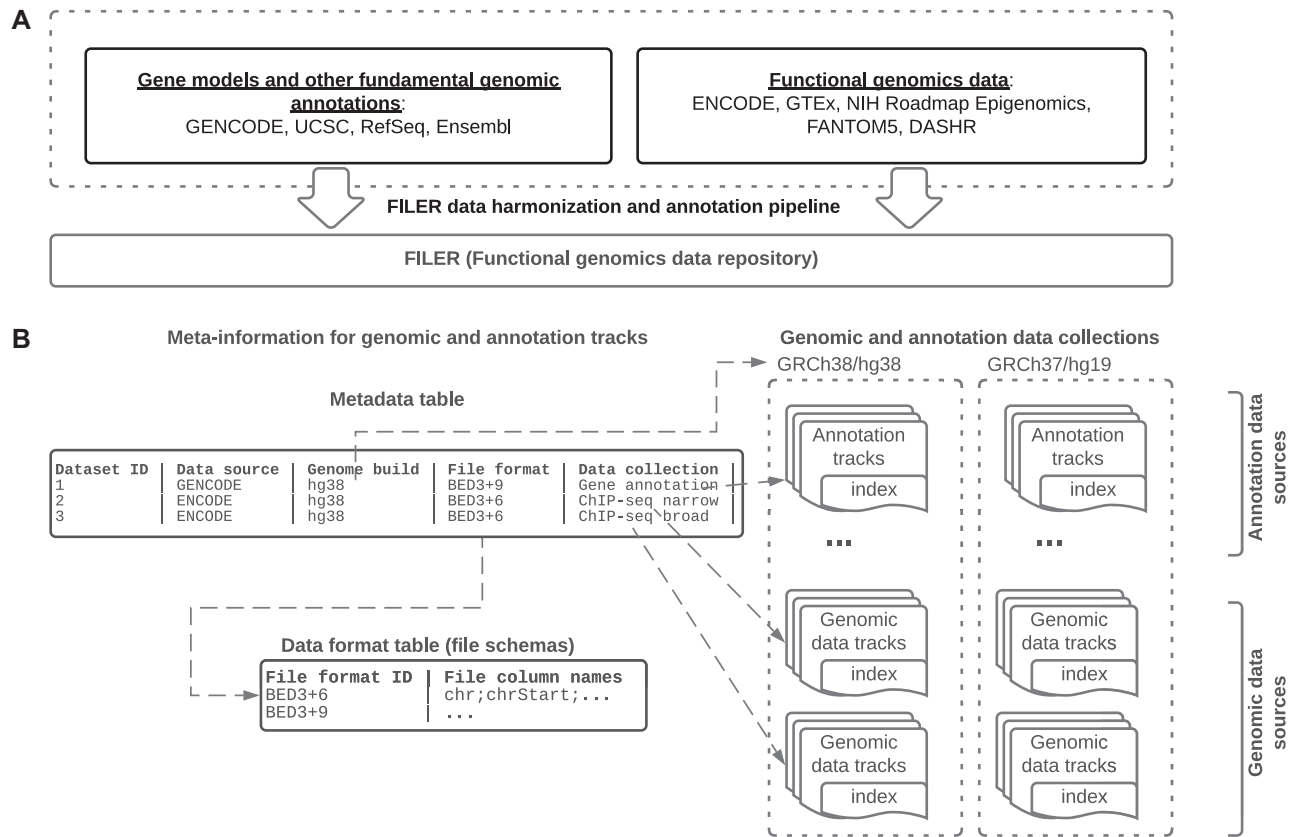 A
Gene models and other fundamental genomic
annotations:
GENCODE, UCSC, RefSeq, Ensembl
Functional genomics data:
ENCODE, GTEx, NIH Roadmap Epigenomics,
FANTOM5, DASHR
FILER data harmonization and annotation pipeline
FILER (Functional genomics data repository)
B
Meta-information for genomic and annotation tracks
Metadata table
Dataset ID | Data source | Genome build | File format | Data collection |
1 | GENCODE | hg38 | BED3+9 | Gene annotation |
2 | ENCODE | hg38 | BED3+6 | ChIP-seq narrow |
3 | ENCODE | hg38 | BED3+6 | ChIP-seq broad |
Data format table (file schemas)
File format ID | File column names
BED3+6 | chr;chrStart;...
BED3+9 | ...
Genomic and annotation data collections
GRCh38/hg38
GRCh37/hg19
Annotation
tracks
index
Annotation
tracks
index
...
...
Genomic
data tracks
index
Genomic
data tracks
index
Genomic
data tracks
index
Genomic
data tracks
index
Annotation data
sources
Genomic data
sources